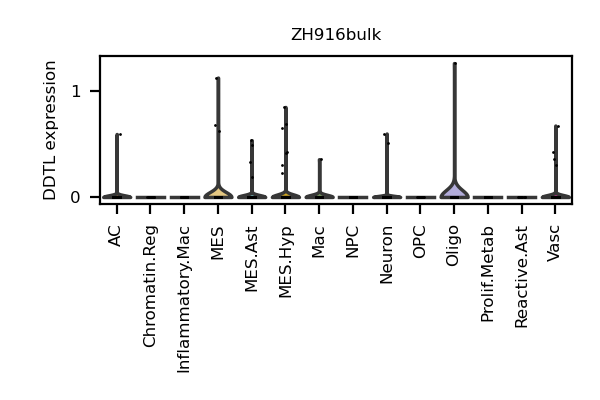 ZH916bulk
DDTL expression
1
0
AC
Chromatin.Reg
Inflammatory.Mac
MES
MES.Ast
MES.Hyp
Mac
NPC
Neuron
OPC
Oligo
Prolif.Metab
Reactive.Ast
Vasc